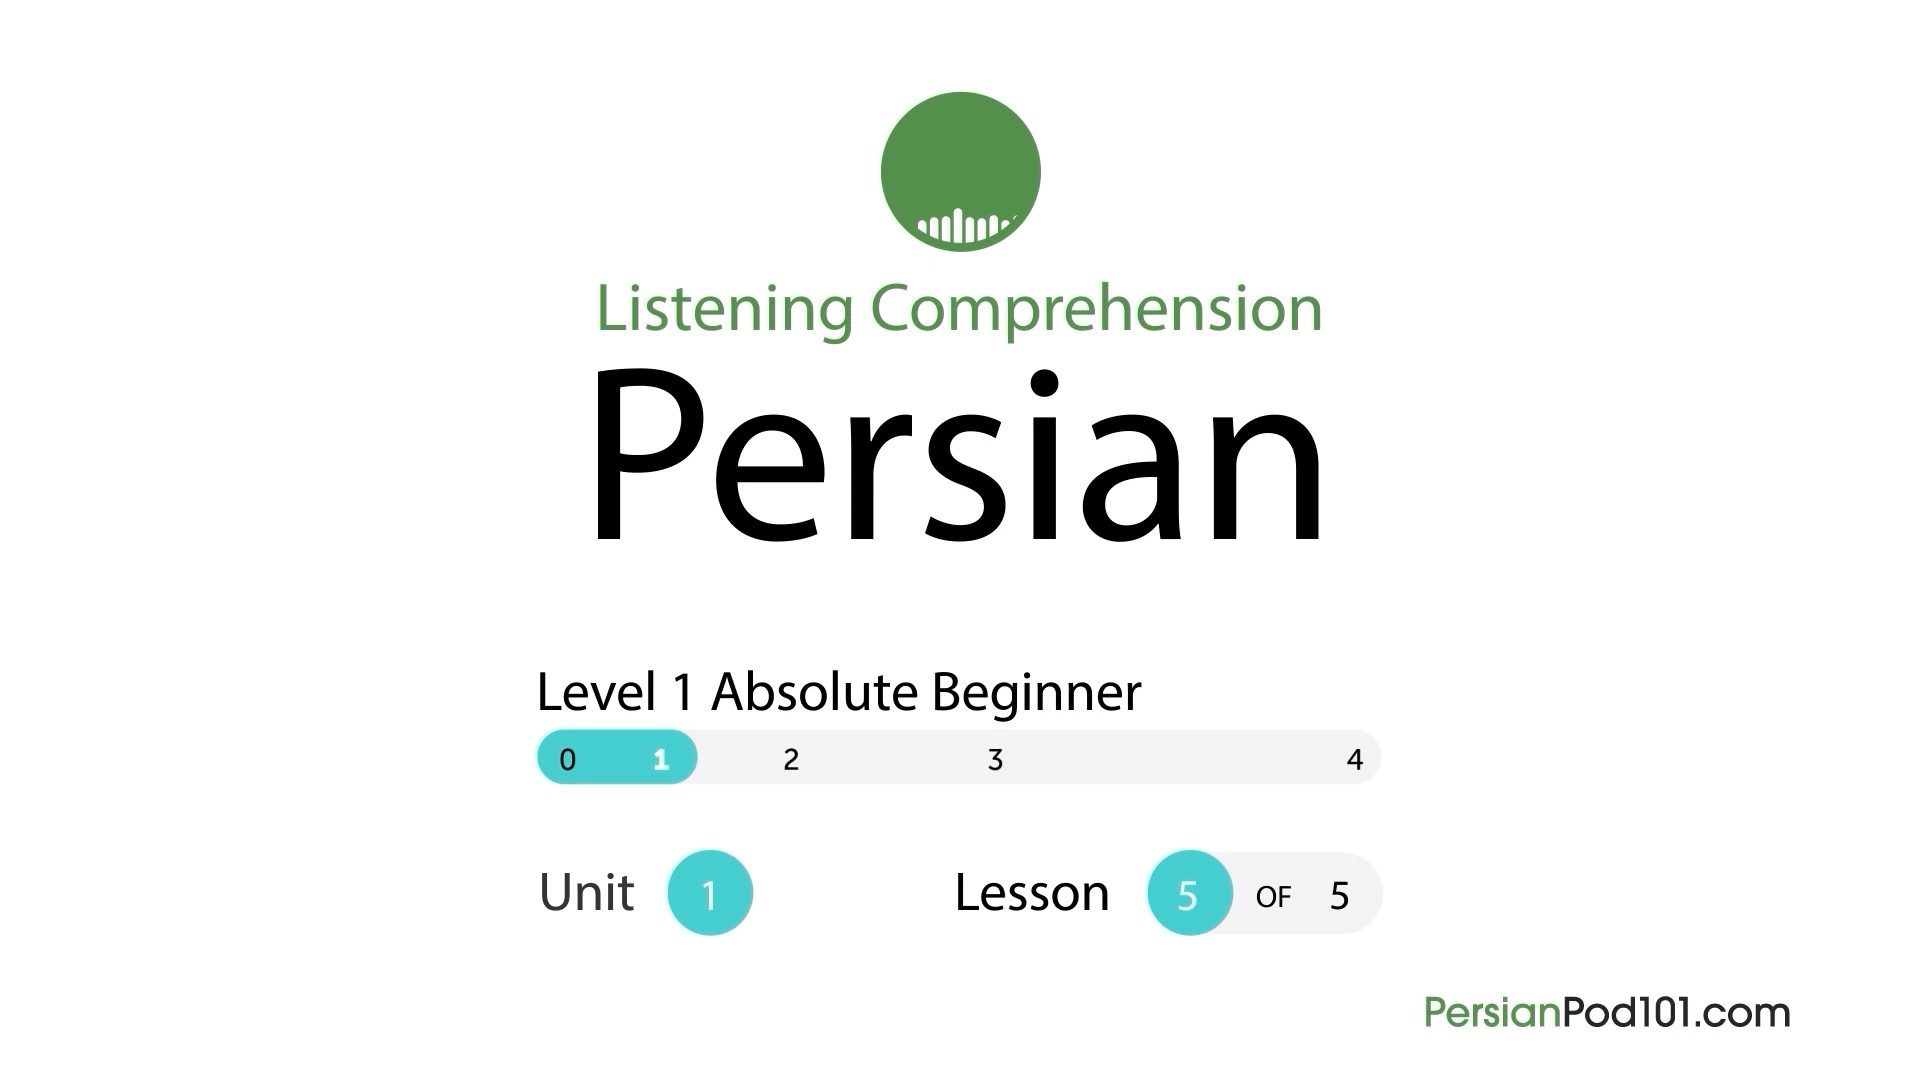 Listening Comprehension
Persian
Level 1 Absolute Beginner
0 1 2 3 4
Unit 1 Lesson 5 OF 5
PersianPod101.com